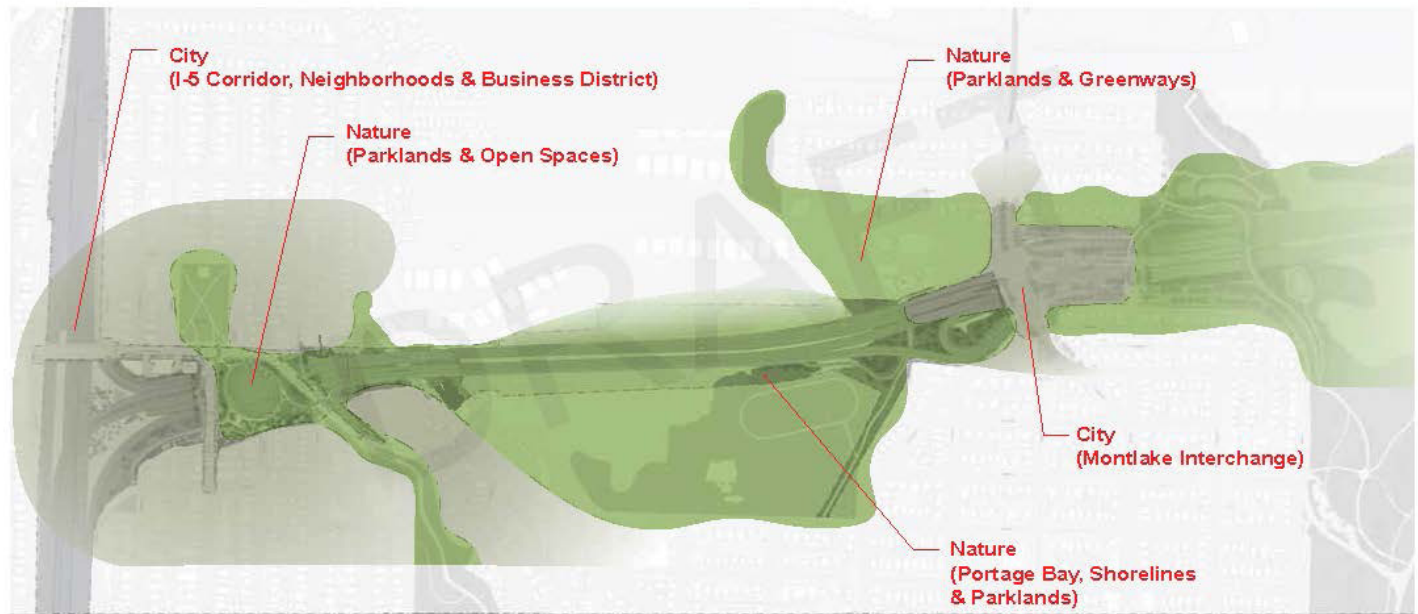 City
(I-5 Corridor, Neighborhoods & Business District)
Nature
(Parklands & Open Spaces)
Nature
(Parklands & Greenways)
DRAFT
City
(Montlake Interchange)
Nature
(Portage Bay, Shorelines
& Parklands)